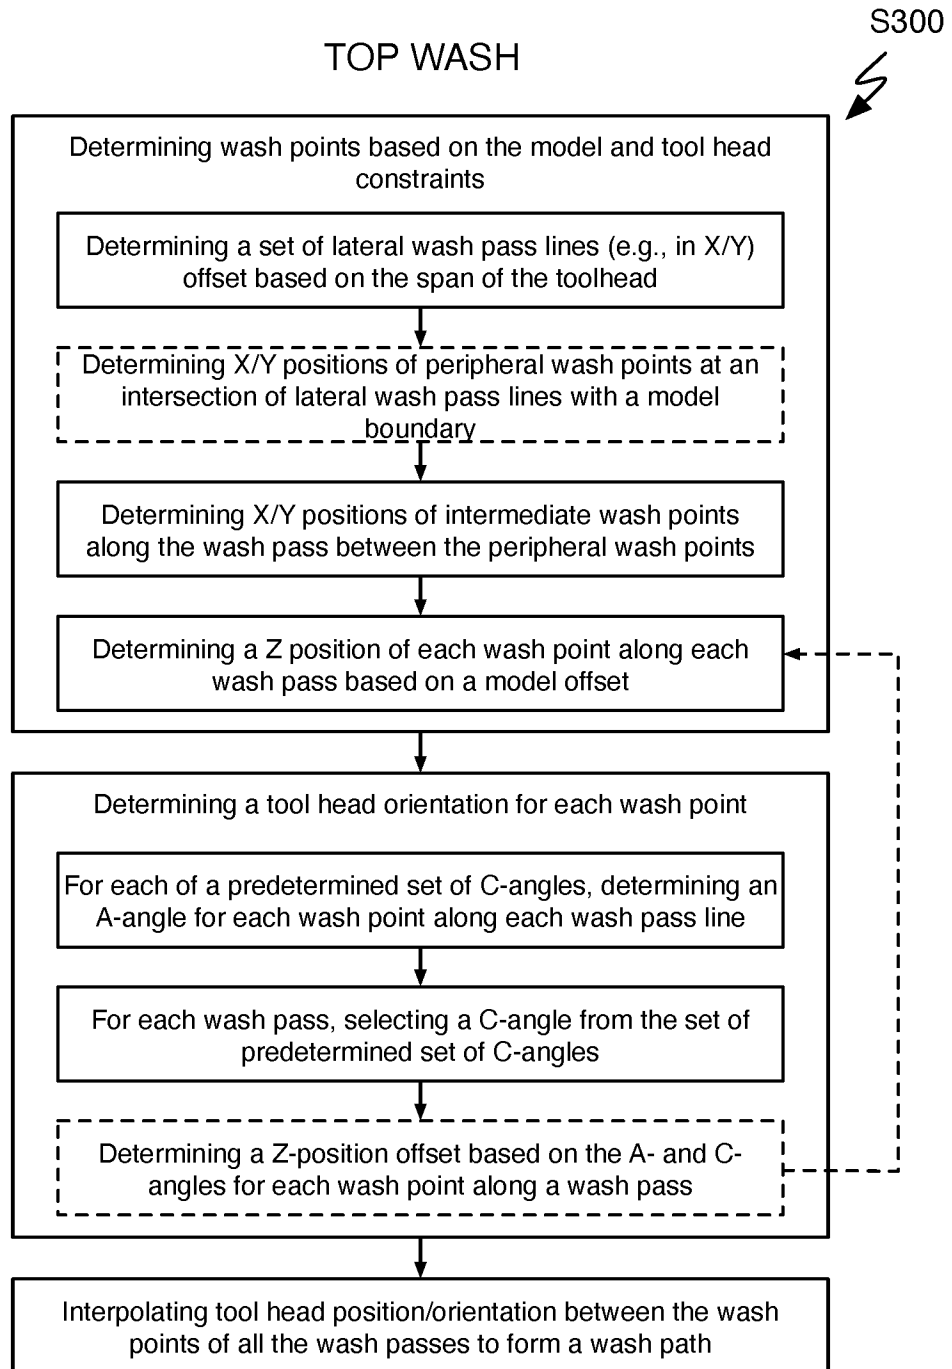 S300
TOP WASH
Determining wash points based on the model and tool head
constraints
Determining a set of lateral wash pass lines (e.g., in X/Y)
offset based on the span of the toolhead
Determining X/Y positions of peripheral wash points at an
intersection of lateral wash pass lines with a model
boundary
Determining X/Y positions of intermediate wash points
along the wash pass between the peripheral wash points
Determining a Z position of each wash point along each
wash pass based on a model offset
Determining a tool head orientation for each wash point
For each of a predetermined set of C-angles, determining an
A-angle for each wash point along each wash pass line
For each wash pass, selecting a C-angle from the set of
predetermined set of C-angles
Determining a Z-position offset based on the A- and C-
angles for each wash point along a wash pass
Interpolating tool head position/orientation between the wash
points of all the wash passes to form a wash path